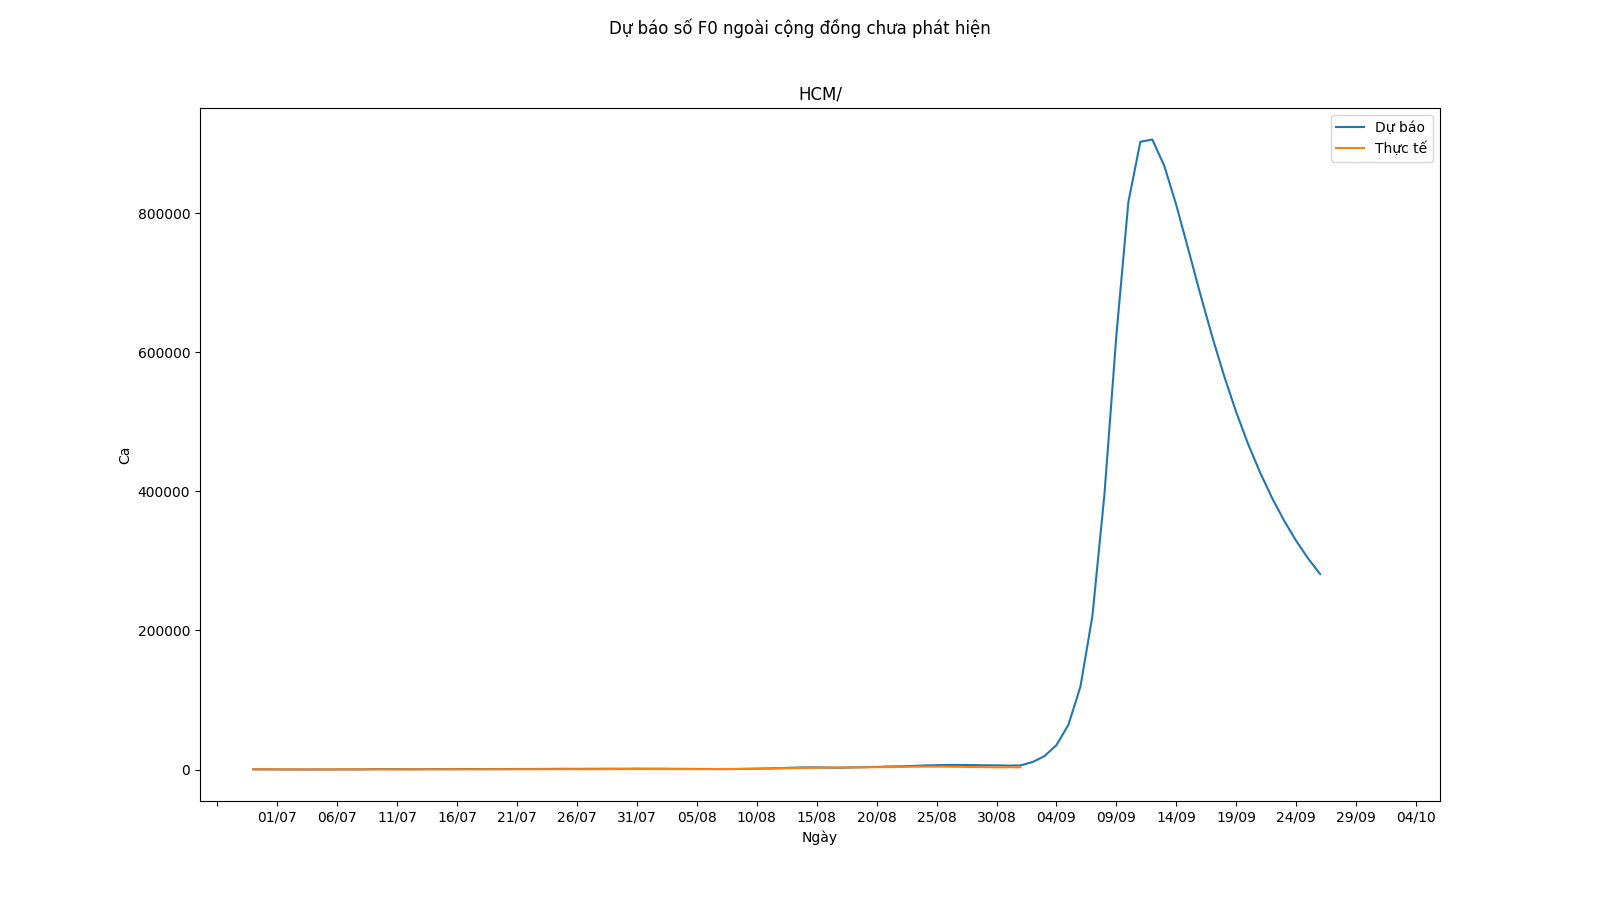 Dự báo số F0 ngoài cộng đồng chưa phát hiện
HCM/
Dự báo
Thực tế
800000
600000
400000
200000
0
Ca
01/07 06/07 11/07 16/07 21/07 26/07 31/07 05/08 10/08 15/08 20/08 25/08 30/08 04/09 09/09 14/09 19/09 24/09 29/09 04/10
Ngày